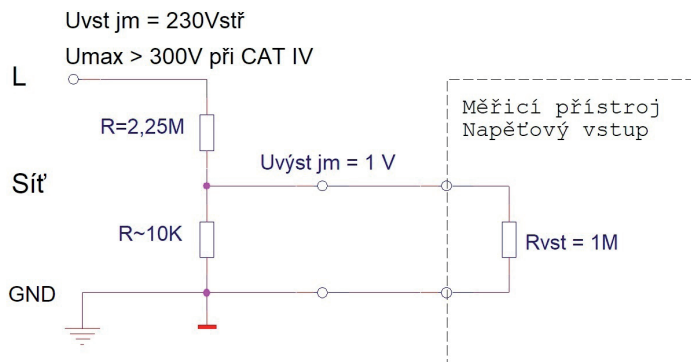 Uvst jm = 230Vstř
Umax > 300V při CAT IV
L
Měřicí přístroj
Napěťový vstup
R=2,25M
Uvýst jm = 1 V
Síť
R~10K
Rvst = 1M
GND